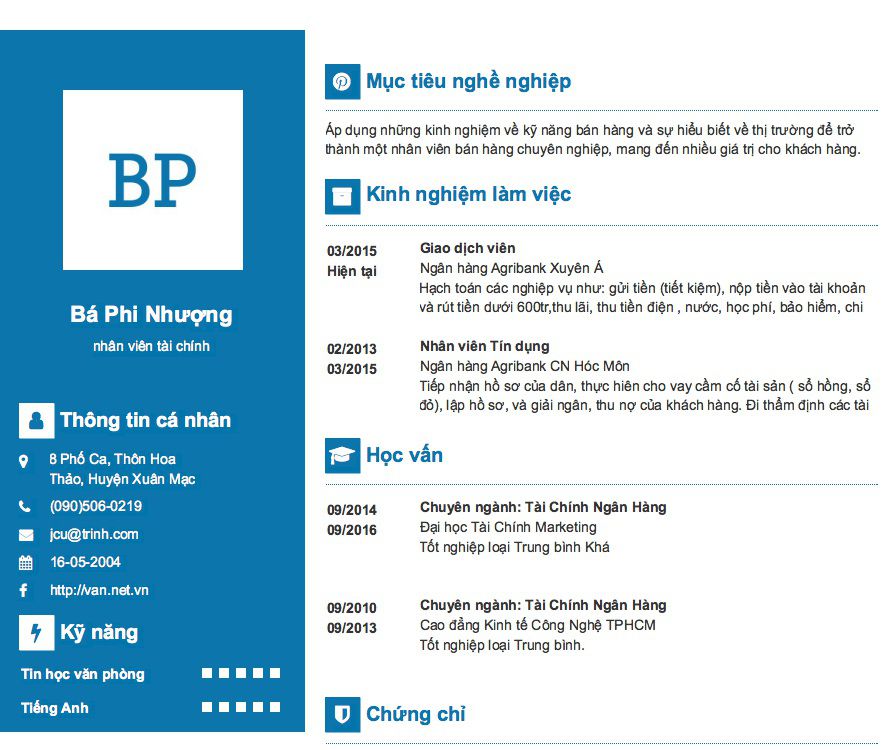 BP
Bá Phi Nhượng
nhân viên tài chính
Thông tin cá nhân
8 Phố Ca, Thôn Hoa
Thảo, Huyện Xuân Mạc
(090)506-0219
jcu@trinh.com
16-05-2004
http://van.net.vn
Kỹ năng
Tin học văn phòng
Tiếng Anh
Mục tiêu nghề nghiệp
Áp dụng những kinh nghiệm về kỹ năng bán hàng và sự hiểu biết về thị trường để trở
thành một nhân viên bán hàng chuyên nghiệp, mang đến nhiều giá trị cho khách hàng.
Kinh nghiệm làm việc
03/2015
Hiện tại
Giao dịch viên
Ngân hàng Agribank Xuyên Á
Hạch toán các nghiệp vụ như: gửi tiền (tiết kiệm), nộp tiền vào tài khoản
và rút tiền dưới 600tr,thu lãi, thu tiền điện , nước, học phí, bảo hiểm, chi
02/2013
03/2015
Nhân viên Tín dụng
Ngân hàng Agribank CN Hóc Môn
Tiếp nhận hồ sơ của dân, thực hiên cho vay cầm cố tài sản ( sổ hồng, sổ
đỏ), lập hồ sơ, và giải ngân, thu nợ của khách hàng. Đi thẩm định các tài
Học vấn
09/2014
09/2016
Chuyên ngành: Tài Chính Ngân Hàng
Đại học Tài Chính Marketing
Tốt nghiệp loại Trung bình Khá
09/2010
09/2013
Chuyên ngành: Tài Chính Ngân Hàng
Cao đẳng Kinh tế Công Nghệ TPHCM
Tốt nghiệp loại Trung bình.
Chứng chỉ